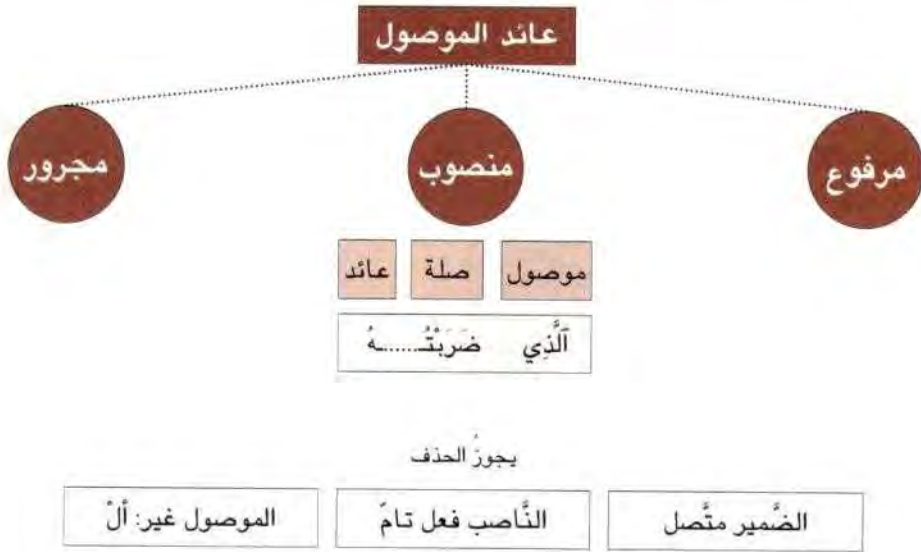 عائد الموصول
مرفوع منصوب مجرور
موصول صلة عائد
ٱلَّذِي ضَرَبْتُـ......ـهُ
يجوزُ الحذف
الضَّمير متَّصل النَّاصب فعل تامّ الموصول غير: ألْ